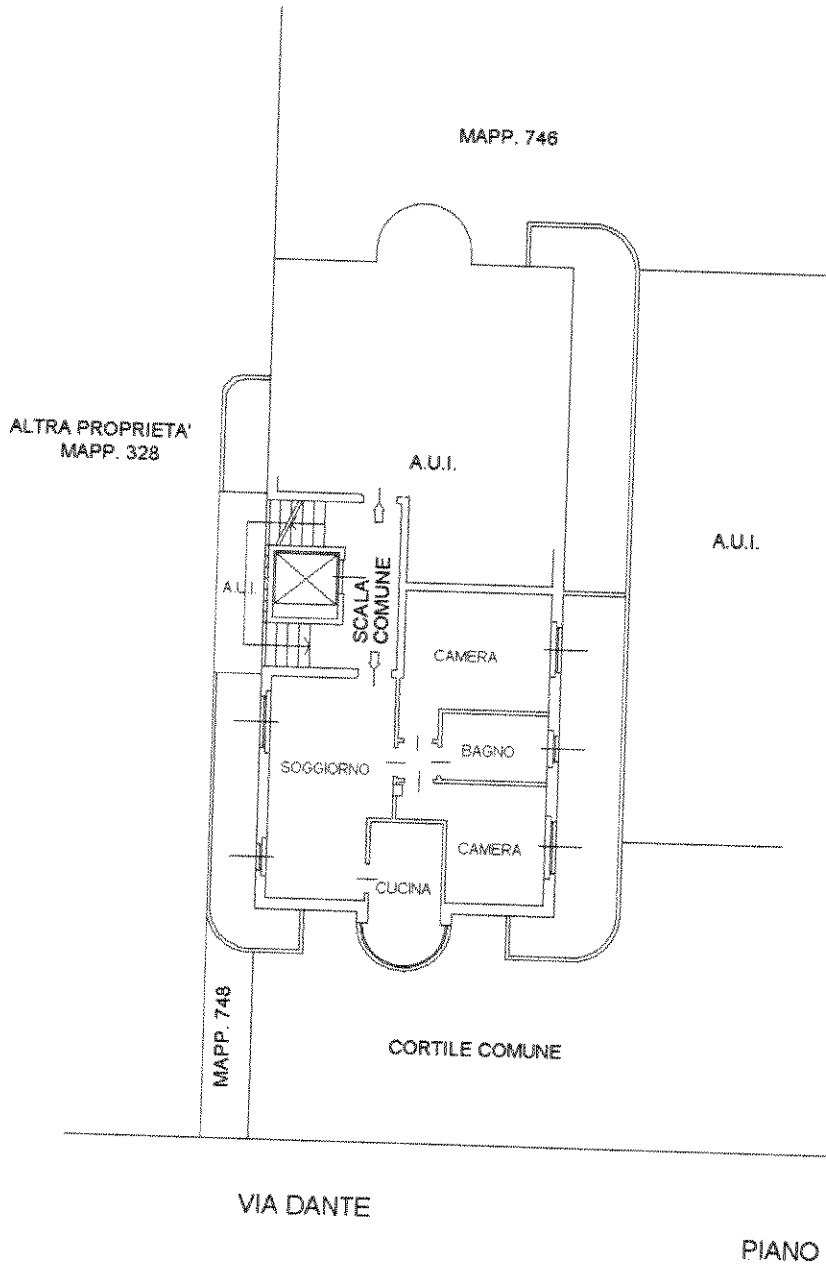 MAPP. 746
ALTRA PROPRIETA'
MAPP. 328
A.U.I.
A.U.I.
A.U.I.
SCALA
COMUNE
CAMERA
BAGNO
SOGGIORNO
CAMERA
CUCINA
MAPP. 748
CORTILE COMUNE
VIA DANTE
PIANO